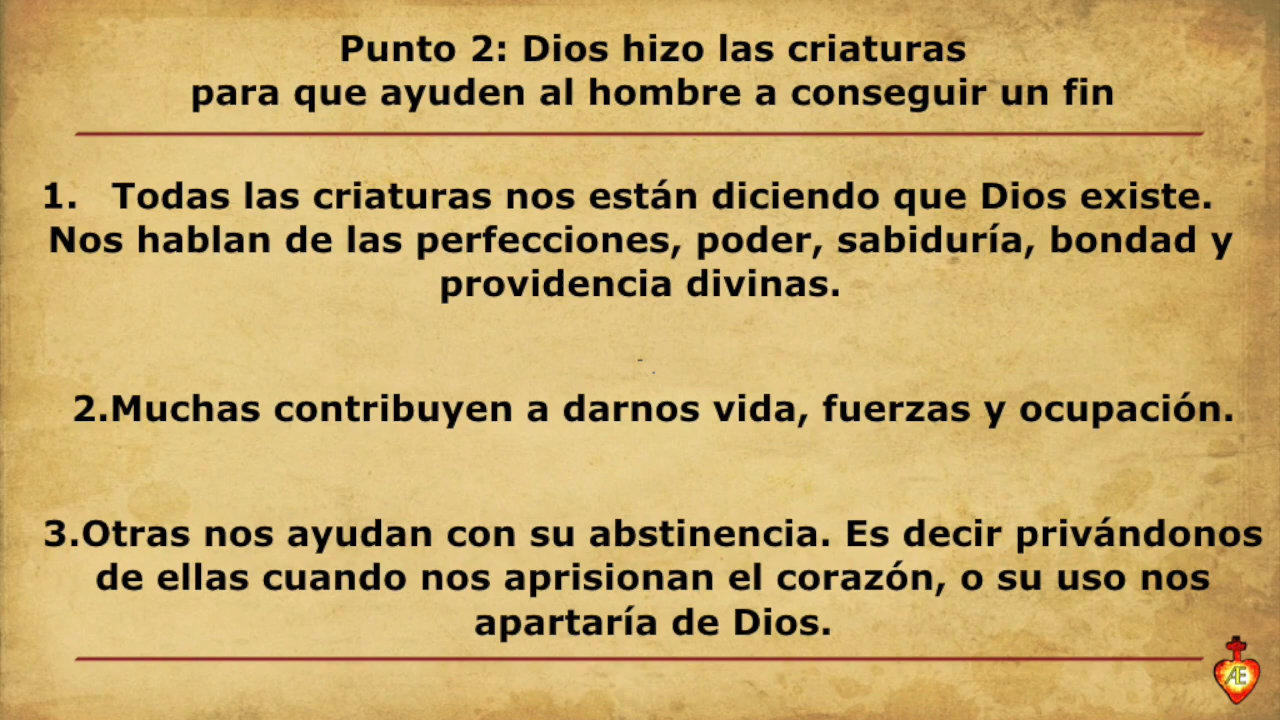 Punto 2: Dios hizo las criaturas
para que ayuden al hombre a conseguir un fin
1. Todas las criaturas nos están diciendo que Dios existe.
Nos hablan de las perfecciones, poder, sabiduría, bondad y
providencia divinas.
2.Muchas contribuyen a darnos vida, fuerzas y ocupación.
3.Otras nos ayudan con su abstinencia. Es decir privándonos
de ellas cuando nos aprisionan el corazón, o su uso nos
apartaría de Dios.
Æ